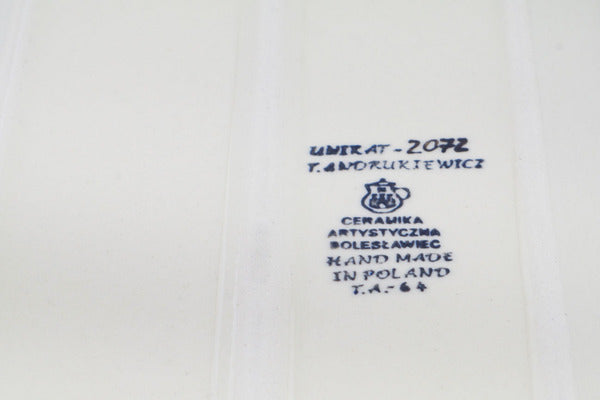 UNIKAT-2072
T.ANDRUKIEWICZ
CERAMIKA
ARTYSTYCZNA
BOLESŁAWIEC
HAND MADE
IN POLAND
T.A.-64